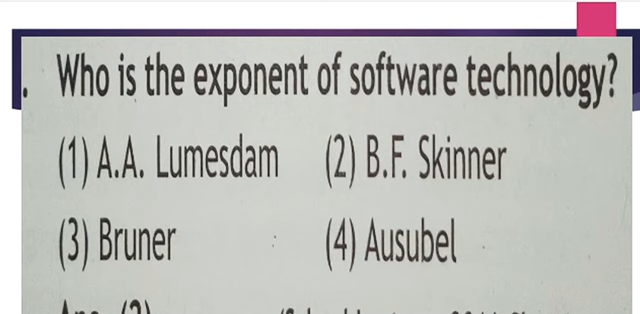 . Who is the exponent of software technology?
(1) A.A. Lumesdam (2) B.F. Skinner
(3) Bruner (4) Ausubel